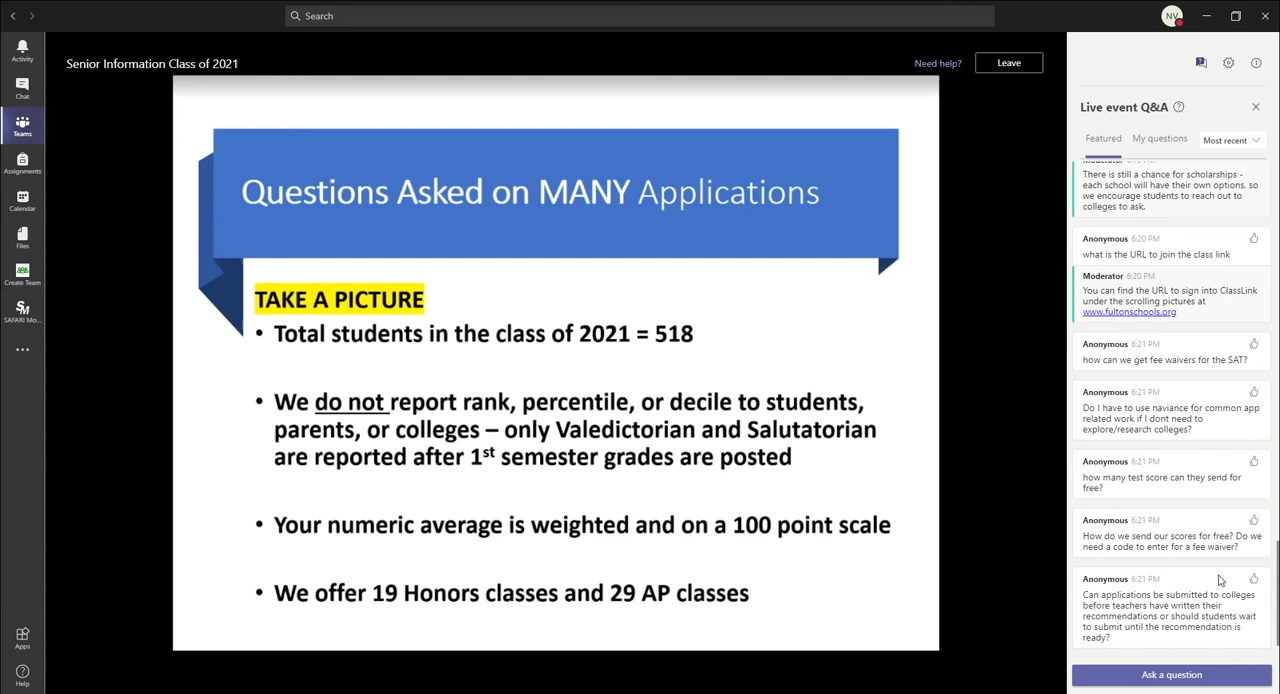 Search
NV
Activity
Chat
Teams
Assignments
Calendar
Files
Create Team
SAFARI Mo...
Apps
Help
Senior Information Class of 2021
Need help?
Leave
Questions Asked on MANY Applications
TAKE A PICTURE
• Total students in the class of 2021 = 518
• We do not report rank, percentile, or decile to students,
parents, or colleges – only Valedictorian and Salutatorian
are reported after 1st semester grades are posted
• Your numeric average is weighted and on a 100 point scale
• We offer 19 Honors classes and 29 AP classes
Live event Q&A
Featured
My questions
Most recent
There is still a chance for scholarships -
each school will have their own options, so
we encourage students to reach out to
colleges to ask.
Anonymous 6:20 PM
what is the URL to join the class link
Moderator 6:20 PM
You can find the URL to sign into ClassLink
under the scrolling pictures at
www.fultonschools.org
Anonymous 6:21 PM
how can we get fee waivers for the SAT?
Anonymous 6:21 PM
Do I have to use naviance for common app
related work if I dont need to
explore/research colleges?
Anonymous 6:21 PM
how many test score can they send for
free?
Anonymous 6:21 PM
How do we send our scores for free? Do we
need a code to enter for a fee waiver?
Anonymous 6:21 PM
Can applications be submitted to colleges
before teachers have written their
recommendations or should students wait
to submit until the recommendation is
ready?
Ask a question